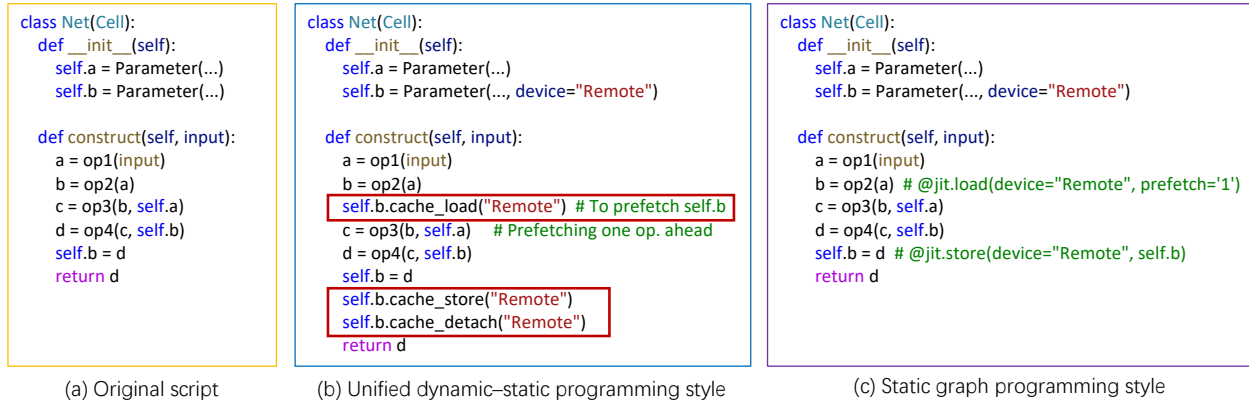 class Net(Cell):
def __init__(self):
self.a = Parameter(...)
self.b = Parameter(...)
def construct(self, input):
a = op1(input)
b = op2(a)
c = op3(b, self.a)
d = op4(c, self.b)
self.b = d
return d
(a) Original script
class Net(Cell):
def __init__(self):
self.a = Parameter(...)
self.b = Parameter(..., device="Remote")
def construct(self, input):
a = op1(input)
b = op2(a)
self.b.cache_load("Remote") # To prefetch self.b
c = op3(b, self.a) # Prefetching one op. ahead
d = op4(c, self.b)
self.b = d
self.b.cache_store("Remote")
self.b.cache_detach("Remote")
return d
(b) Unified dynamic–static programming style
class Net(Cell):
def __init__(self):
self.a = Parameter(...)
self.b = Parameter(..., device="Remote")
def construct(self, input):
a = op1(input)
b = op2(a) # @jit.load(device="Remote", prefetch='1')
c = op3(b, self.a)
d = op4(c, self.b)
self.b = d # @jit.store(device="Remote", self.b)
return d
(c) Static graph programming style